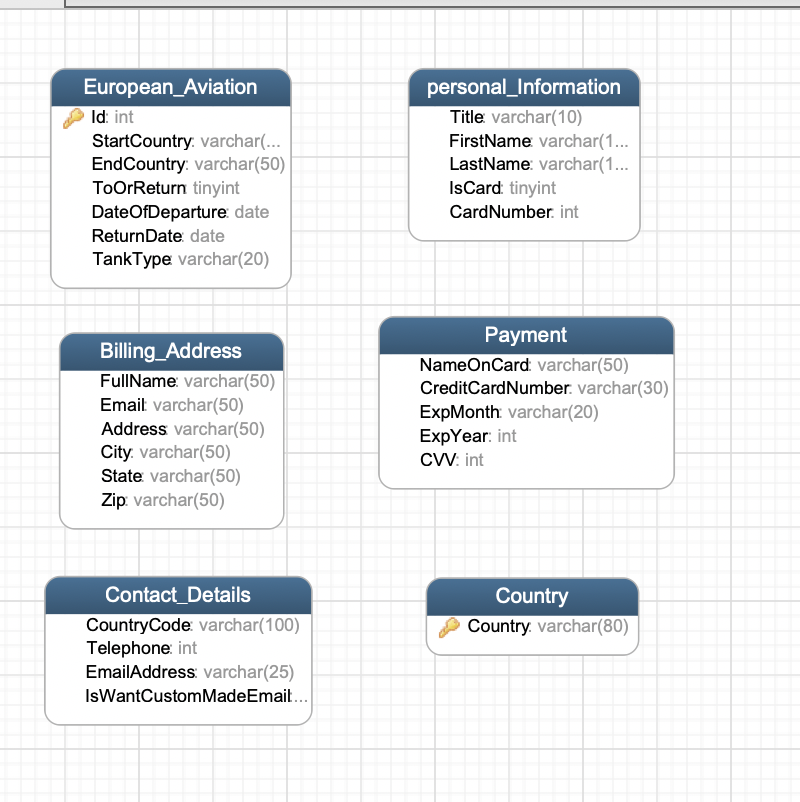 European_Aviation
Id: int
StartCountry: varchar(...
EndCountry: varchar(50)
ToOrReturn: tinyint
DateOfDeparture: date
ReturnDate: date
TankType: varchar(20)
personal_Information
Title: varchar(10)
FirstName: varchar(1...
LastName: varchar(1...
IsCard: tinyint
CardNumber: int
Billing_Address
FullName: varchar(50)
Email: varchar(50)
Address: varchar(50)
City: varchar(50)
State: varchar(50)
Zip: varchar(50)
Payment
NameOnCard: varchar(50)
CreditCardNumber: varchar(30)
ExpMonth: varchar(20)
ExpYear: int
CVV: int
Contact_Details
CountryCode: varchar(100)
Telephone: int
EmailAddress: varchar(25)
IsWantCustomMadeEmail: ...
Country
Country: varchar(80)